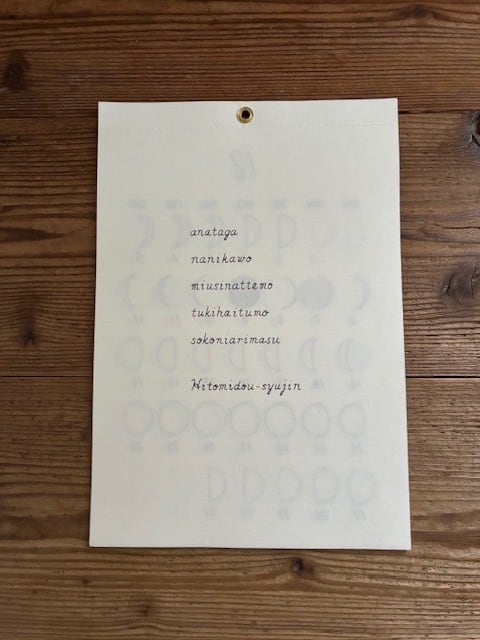 anataga
nanikawo
miusinattemo
tukihaitumo
sokoniarimasu
Hitomidou-syujin